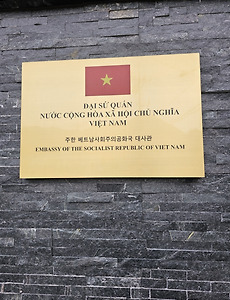 ĐẠI SỨ QUÁN
NƯỚC CỘNG HÒA XÃ HỘI CHỦ NGHĨA
VIỆT NAM
주한 베트남사회주의공화국 대사관
EMBASSY OF THE SOCIALIST REPUBLIC OF VIET NAM